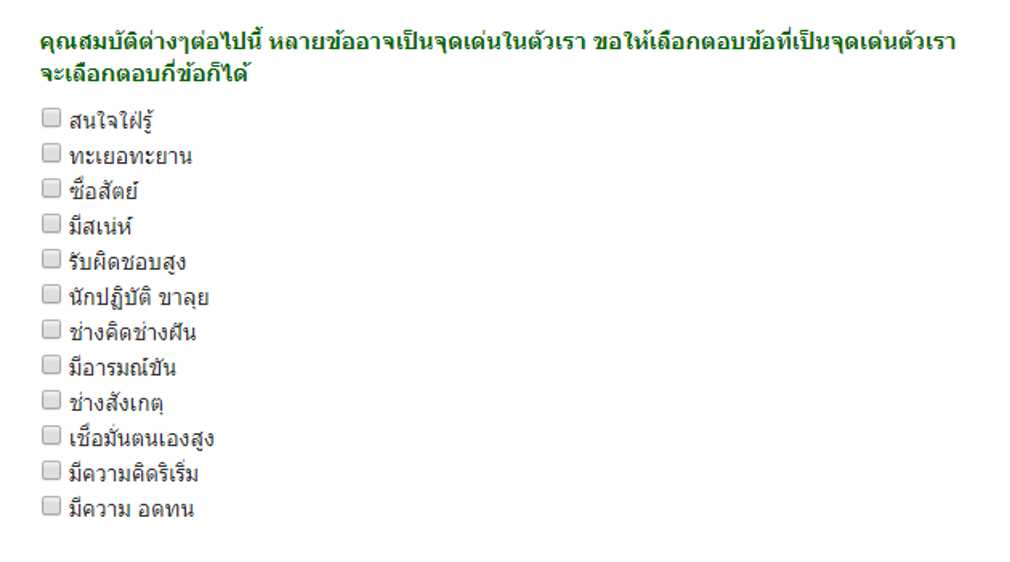 คุณสมบัติต่างๆต่อไปนี้ หลายข้ออาจเป็นจุดเด่นในตัวเรา ขอให้เลือกตอบข้อที่เป็นจุดเด่นตัวเรา
จะเลือกตอบกี่ข้อก็ได้
สนใจใฝ่รู้
ทะเยอทะยาน
ซื่อสัตย์
มีสเน่ห์
รับผิดชอบสูง
นักปฏิบัติ ขาลุย
ช่างคิดช่างฝัน
มีอารมณ์ขัน
ช่างสังเกตุ
เชื่อมั่นตนเองสูง
มีความคิดริเริ่ม
มีความ อดทน